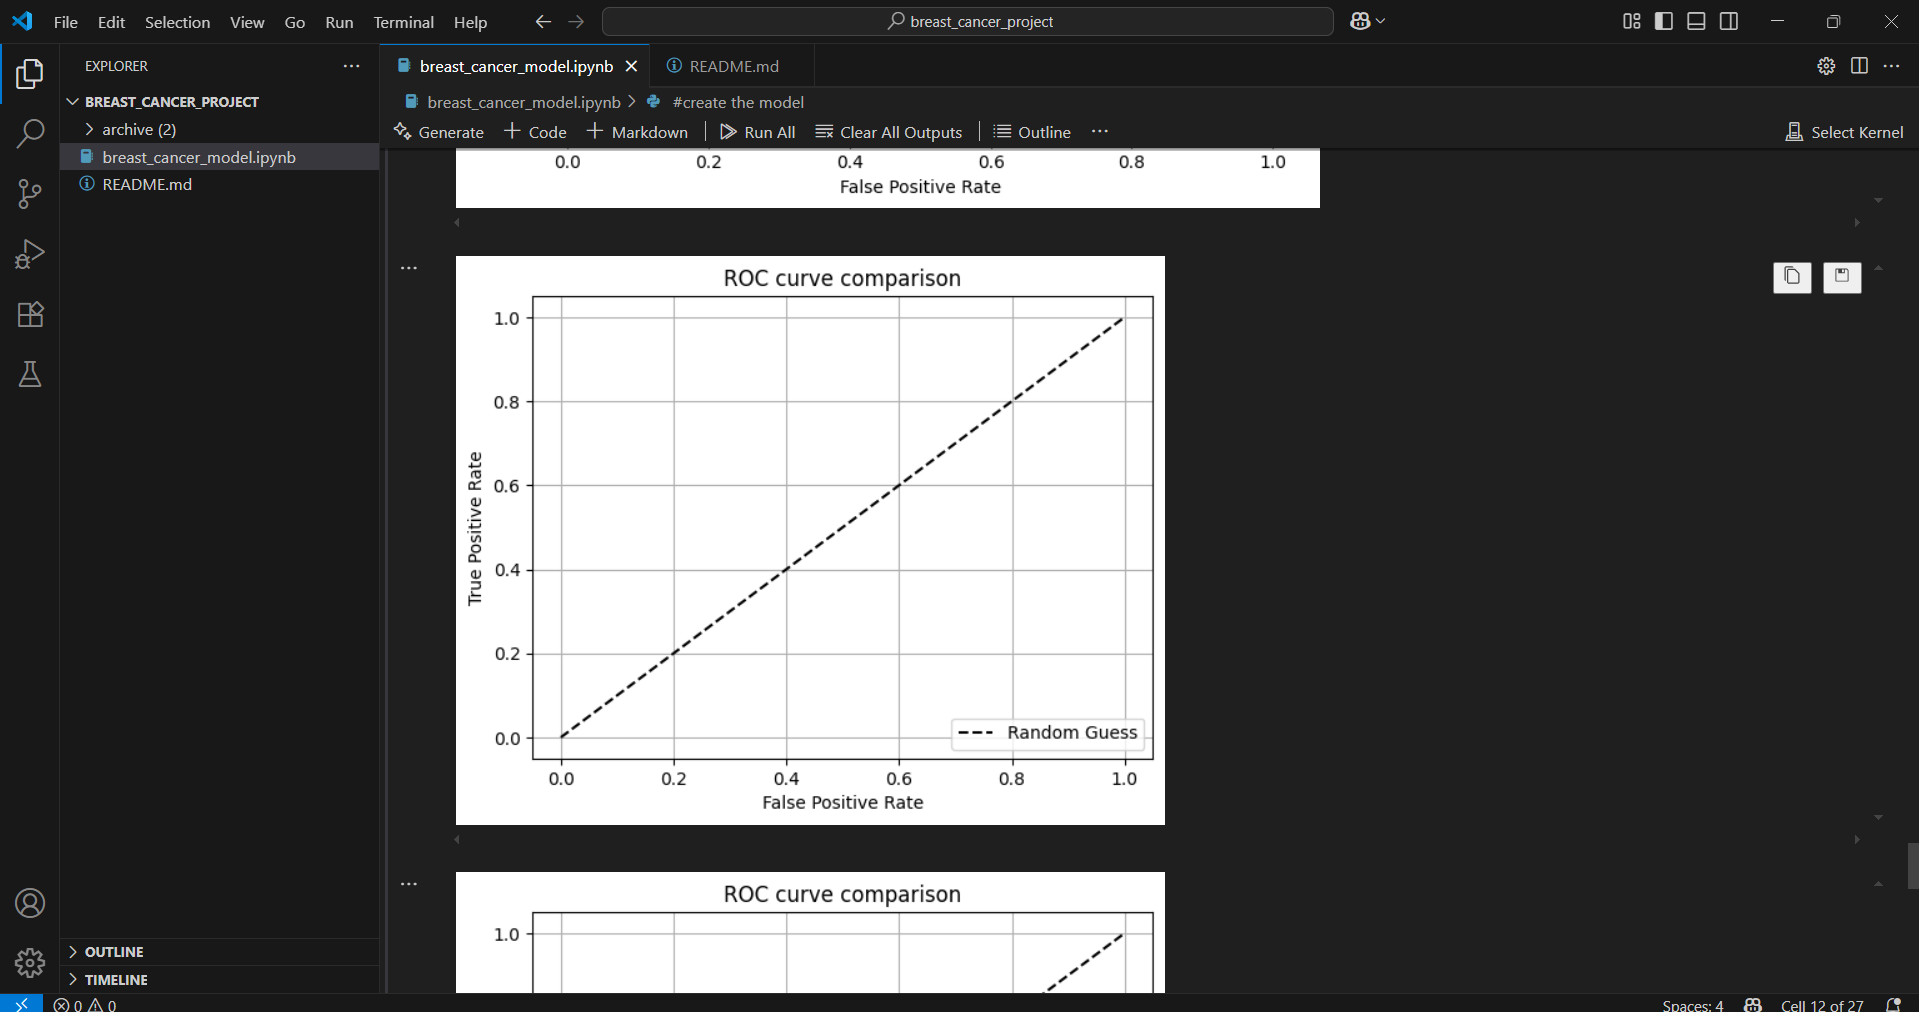 File Edit Selection View Go Run Terminal Help
breast_cancer_project
EXPLORER
BREAST_CANCER_PROJECT
archive (2)
breast_cancer_model.ipynb
README.md
OUTLINE
TIMELINE
breast_cancer_model.ipynb README.md
breast_cancer_model.ipynb #create the model
Generate Code Markdown Run All Clear All Outputs Outline Select Kernel
0.0 0.2 0.4 0.6 0.8 1.0
False Positive Rate
ROC curve comparison
True Positive Rate
1.0
0.8
0.6
0.4
0.2
0.0
Random Guess
0.0 0.2 0.4 0.6 0.8 1.0
False Positive Rate
ROC curve comparison
1.0
0 0 Spaces: 4 Cell 12 of 27